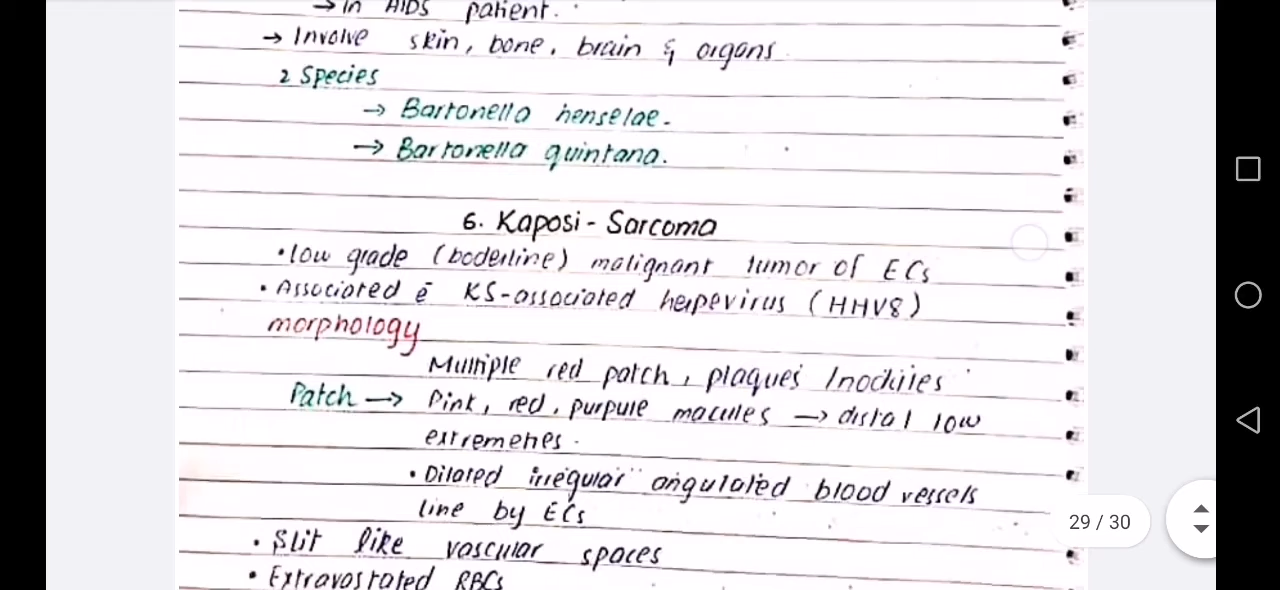 → in AIDS patient.
→ Involve skin, bone, brain & organs
2 Species
→ Bartonella henselae.
→ Bartonella quintana.
6. Kaposi - Sarcoma
• low grade (boderline) malignant tumor of ECs
• Associated c̄ KS-associated herpevirus (HHV8)
morphology
Multiple red patch, plaques /nodules
Patch → Pink, red, purpule macules → distal low
extremeties.
• Dilated irregular angulated blood vessels
line by ECs
• Slit like vascular spaces
• Extravastated RBCs
29 / 30